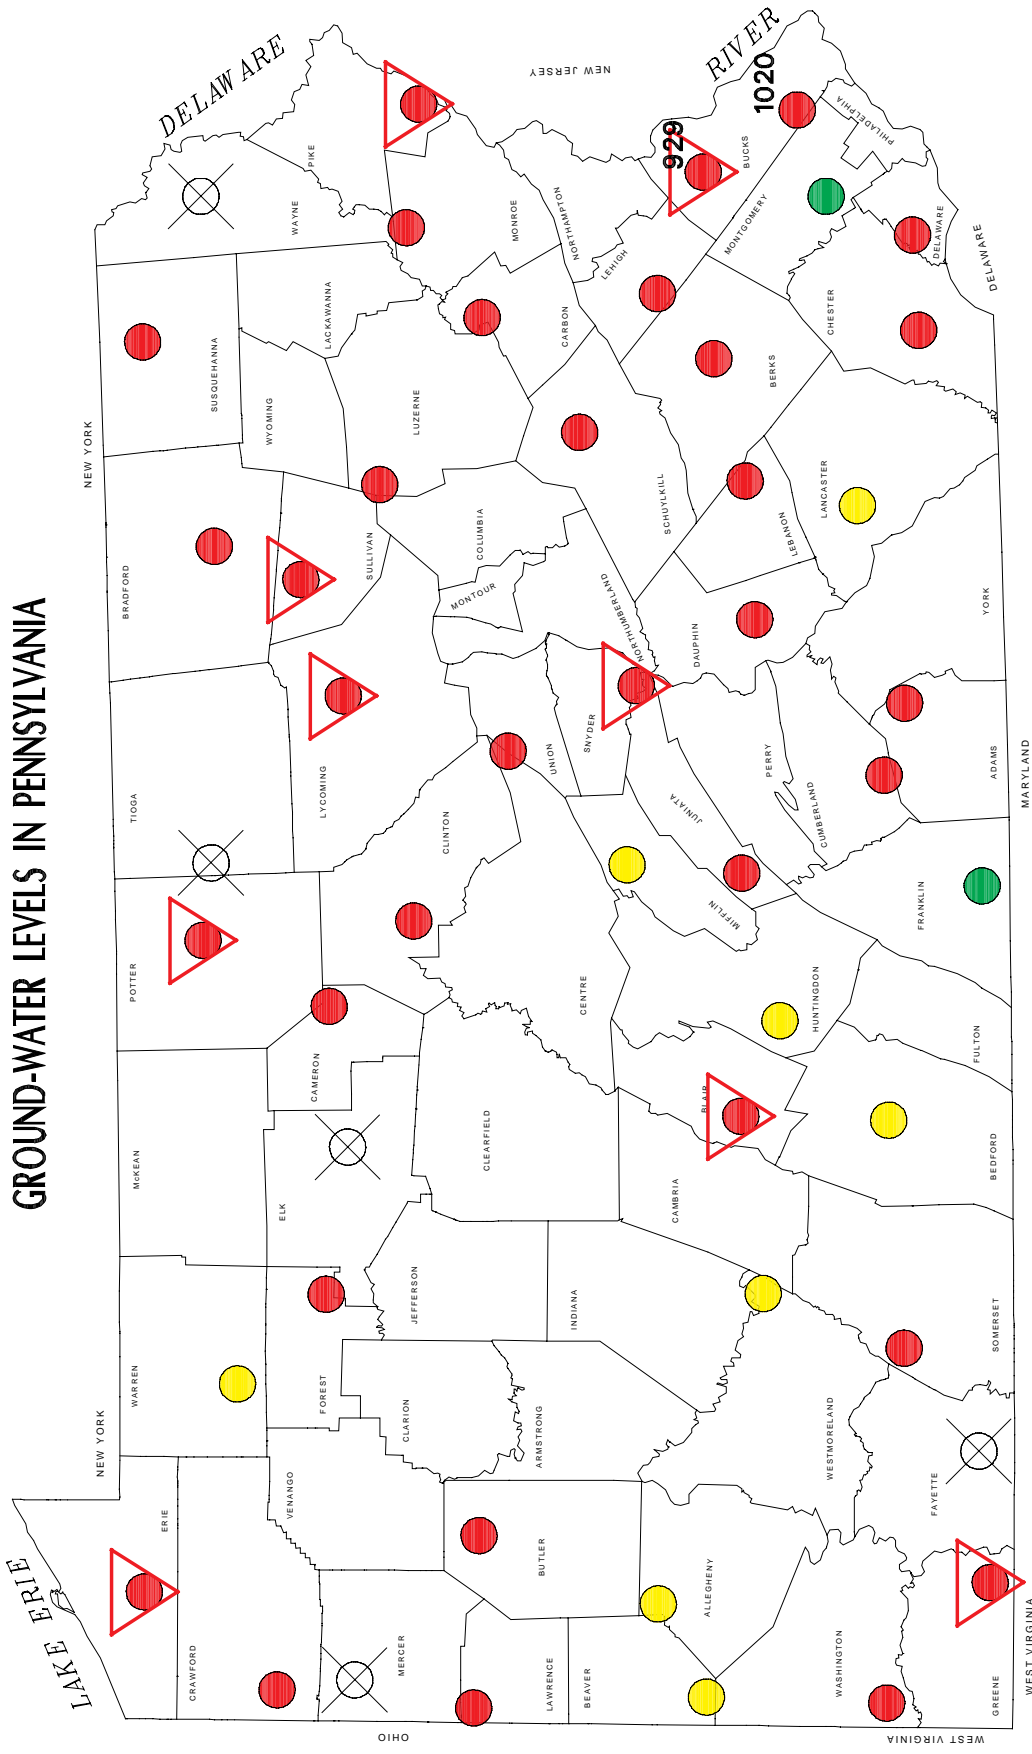 GROUND-WATER LEVELS IN PENNSYLVANIA
LAKE ERIE
NEW YORK
NEW YORK
DELAWARE
RIVER
NEW JERSEY
ERIE
CRAWFORD
WARREN
McKEAN
POTTER
TIOGA
BRADFORD
SUSQUEHANNA
WAYNE
PIKE
WYOMING
LACKAWANNA
VENANGO
FOREST
ELK
CAMERON
LYCOMING
SULLIVAN
LUZERNE
MONROE
MERCER
CLARION
JEFFERSON
CLINTON
MONTOUR
COLUMBIA
CARBON
NORTHAMPTON
LAWRENCE
BUTLER
ARMSTRONG
CLEARFIELD
CENTRE
UNION
SNYDER
NORTHUMBERLAND
SCHUYLKILL
LEHIGH
929
1020
BUCKS
BEAVER
INDIANA
CAMBRIA
BLAIR
MIFFLIN
JUNIATA
PERRY
DAUPHIN
LEBANON
BERKS
MONTGOMERY
PHILADELPHIA
ALLEGHENY
WESTMORELAND
HUNTINGDON
CUMBERLAND
LANCASTER
CHESTER
DELAWARE
DELAWARE
WASHINGTON
GREENE
FAYETTE
SOMERSET
BEDFORD
FULTON
FRANKLIN
ADAMS
YORK
OHIO
WEST VIRGINIA
WEST VIRGINIA
MARYLAND